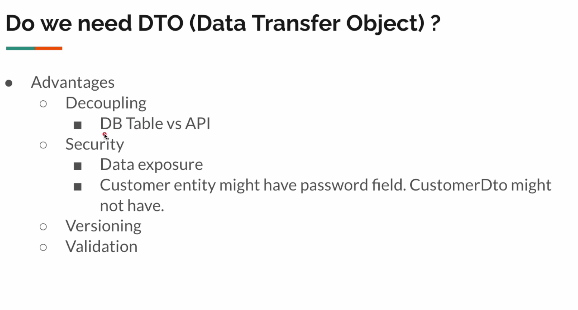 Do we need DTO (Data Transfer Object) ?
● Advantages
○ Decoupling
■ DB Table vs API
○ Security
■ Data exposure
■ Customer entity might have password field. CustomerDto might
not have.
○ Versioning
○ Validation